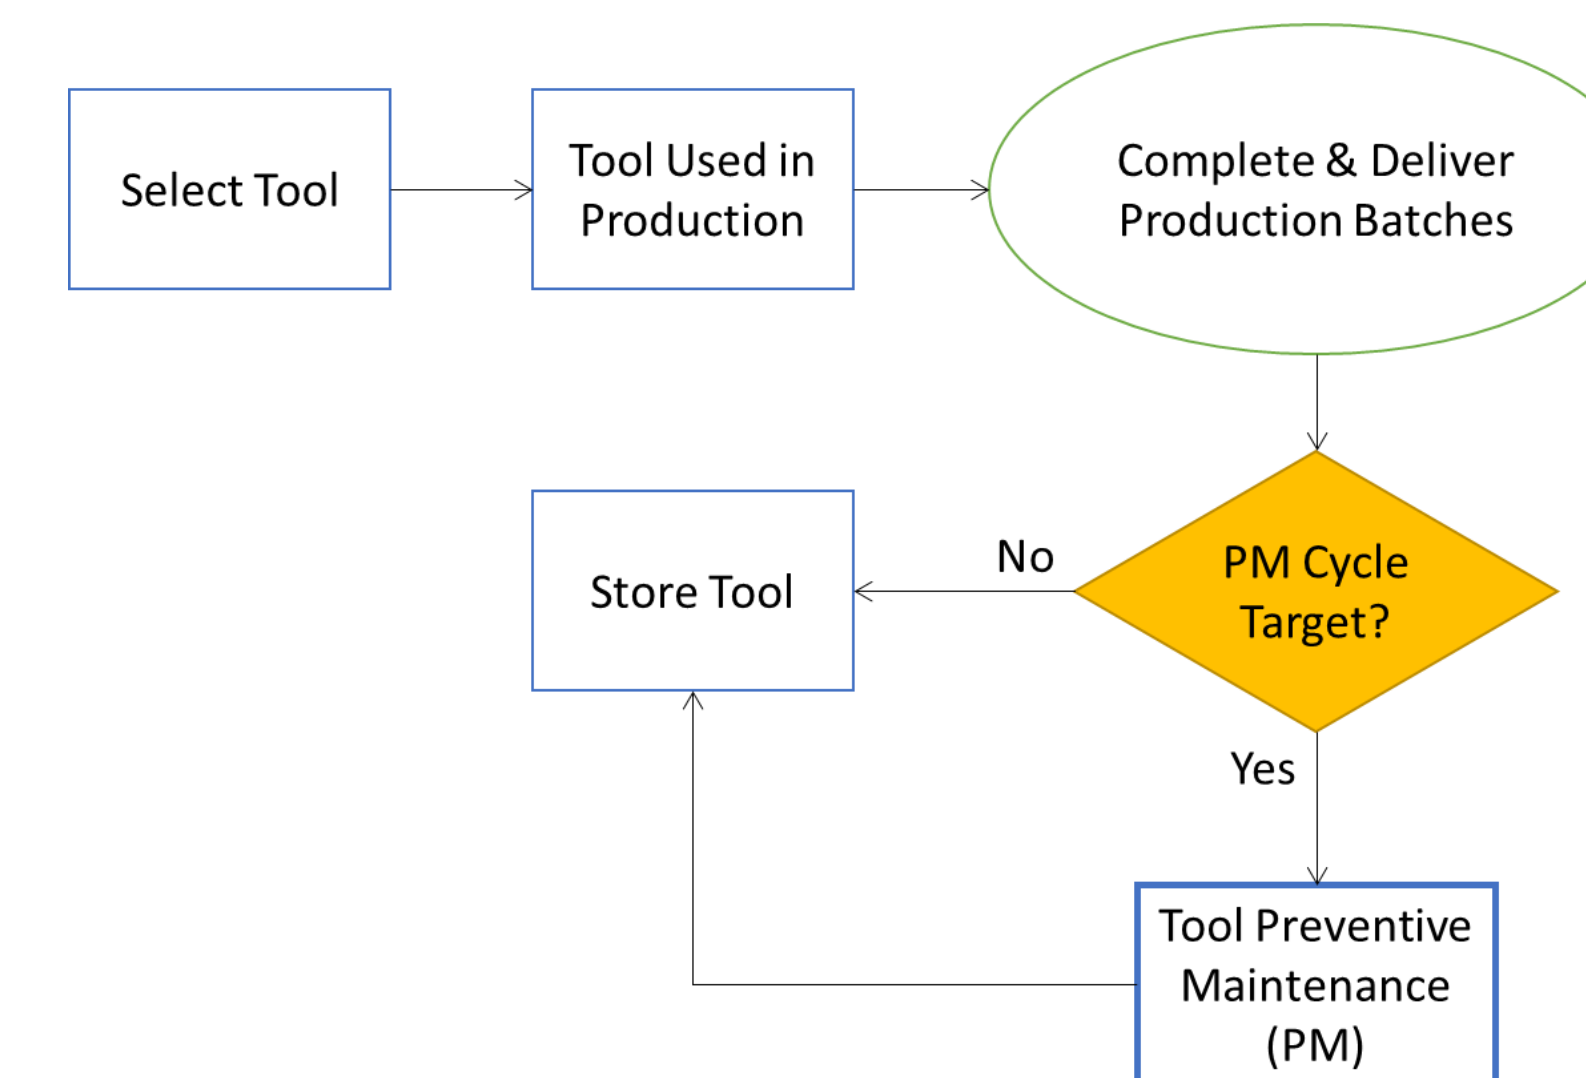 Select Tool
Tool Used in
Production
Complete & Deliver
Production Batches
Store Tool
No
PM Cycle
Target?
Yes
Tool Preventive
Maintenance
(PM)